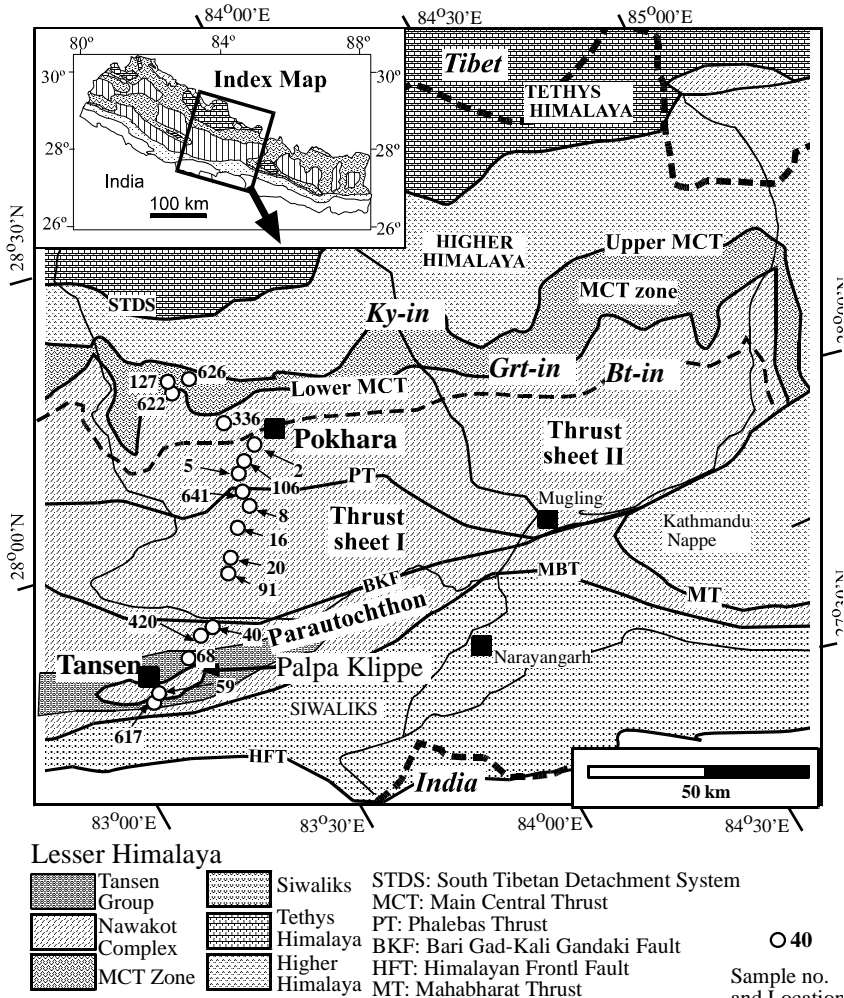 84°00'E
84°30'E
85°00'E
80°
84°
88°
30°
30°
Index Map
28°
28°
India
100 km
26°
26°
Tibet
TETHYS
HIMALAYA
28°30'N
HIGHER
HIMALAYA
Upper MCT
MCT zone
STDS
Ky-in
28°00'N
Grt-in
Bt-in
127
626
622
Lower MCT
336
Pokhara
Thrust
sheet II
5
2
106
PT
641
8
Mugling
Thrust
sheet I
16
Kathmandu
Nappe
20
91
28°00'N
BKF
MBT
MT
27°30'N
420
40
Parautochthon
68
Tansen
Palpa Klippe
Narayangarh
59
SIWALIKS
617
HFT
India
50 km
83°00'E
83°30'E
84°00'E
84°30'E
Lesser Himalaya
Tansen
Group
Nawakot
Complex
MCT Zone
Siwaliks
Tethys
Himalaya
Higher
Himalaya
STDS: South Tibetan Detachment System
MCT: Main Central Thrust
PT: Phalebas Thrust
BKF: Bari Gad-Kali Gandaki Fault
HFT: Himalayan Frontl Fault
MT: Mahabharat Thrust
40
Sample no.
and Location